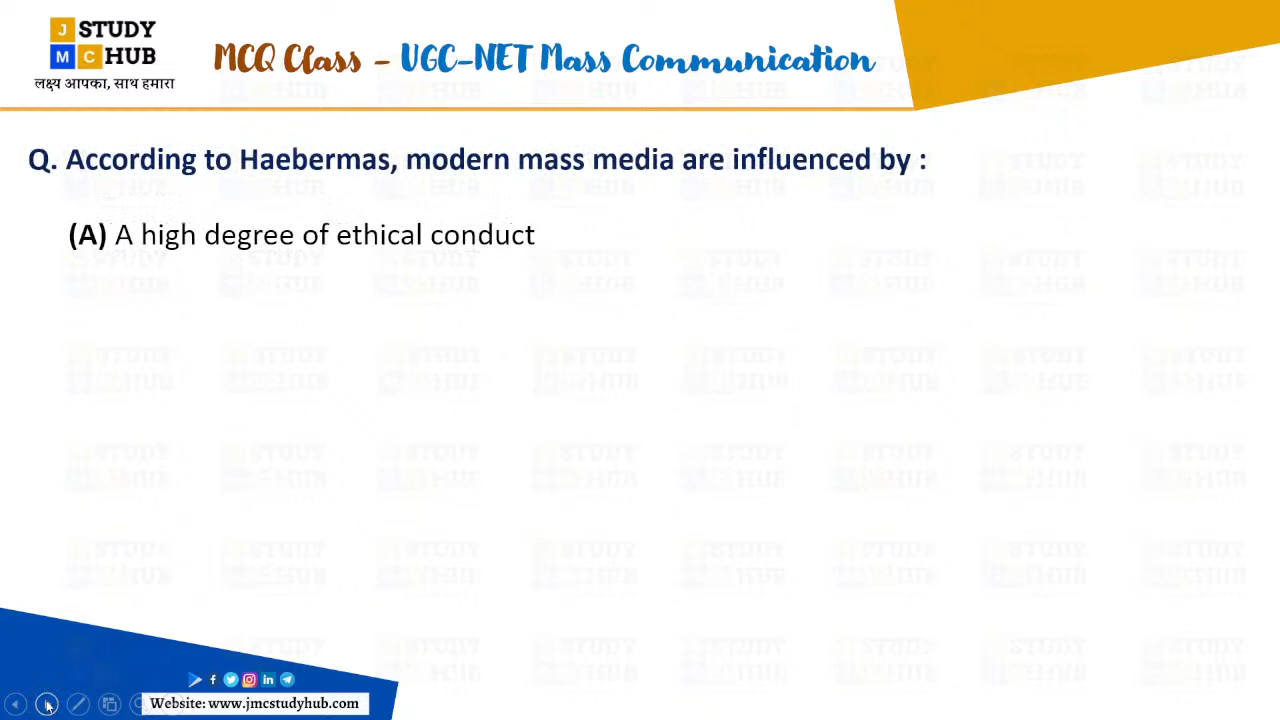 J STUDY
M C HUB
लक्ष्य आपका, साथ हमारा
MCQ Class - UGC-NET Mass Communication
Q. According to Haebermas, modern mass media are influenced by :
(A) A high degree of ethical conduct
Website: www.jmcstudyhub.com